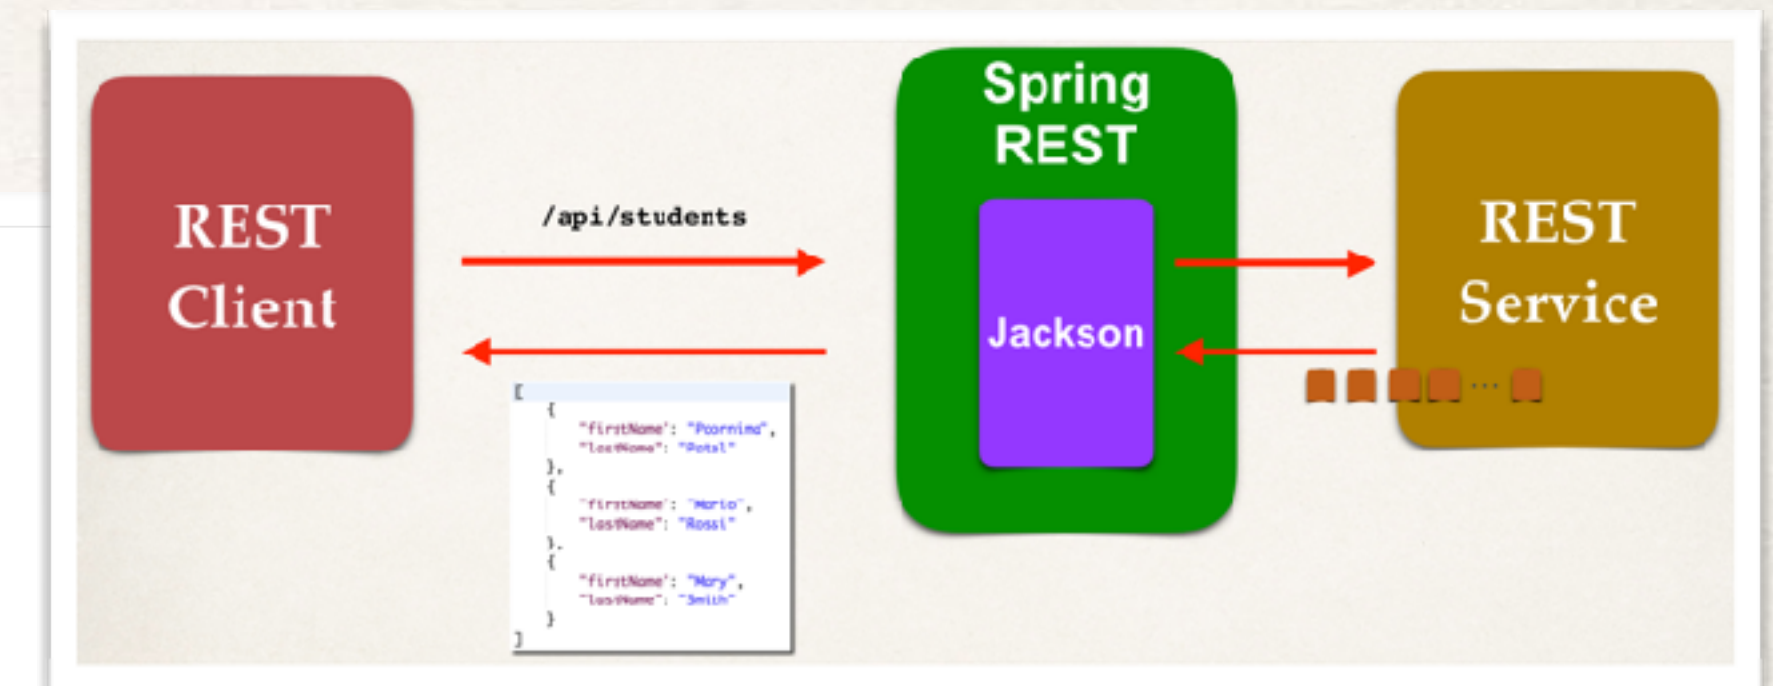 REST
Client
/api/students
Spring
REST
Jackson
REST
Service
...
[
{
"firstName": "Poornima",
"lastName": "Patel"
},
{
"firstName": "Mario",
"lastName": "Rossi"
},
{
"firstName": "Mary",
"lastName": "Smith"
}
]